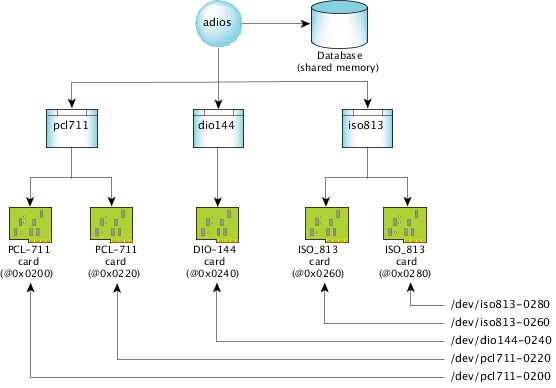 adios
Database
(shared memory)
pcl711
dio144
iso813
PCL-711
card
(@0x0200)
PCL-711
card
(@0x0220)
DIO-144
card
(@0x0240)
ISO_813
card
(@0x0260)
ISO_813
card
(@0x0280)
/dev/iso813-0280
/dev/iso813-0260
/dev/dio144-0240
/dev/pcl711-0220
/dev/pcl711-0200